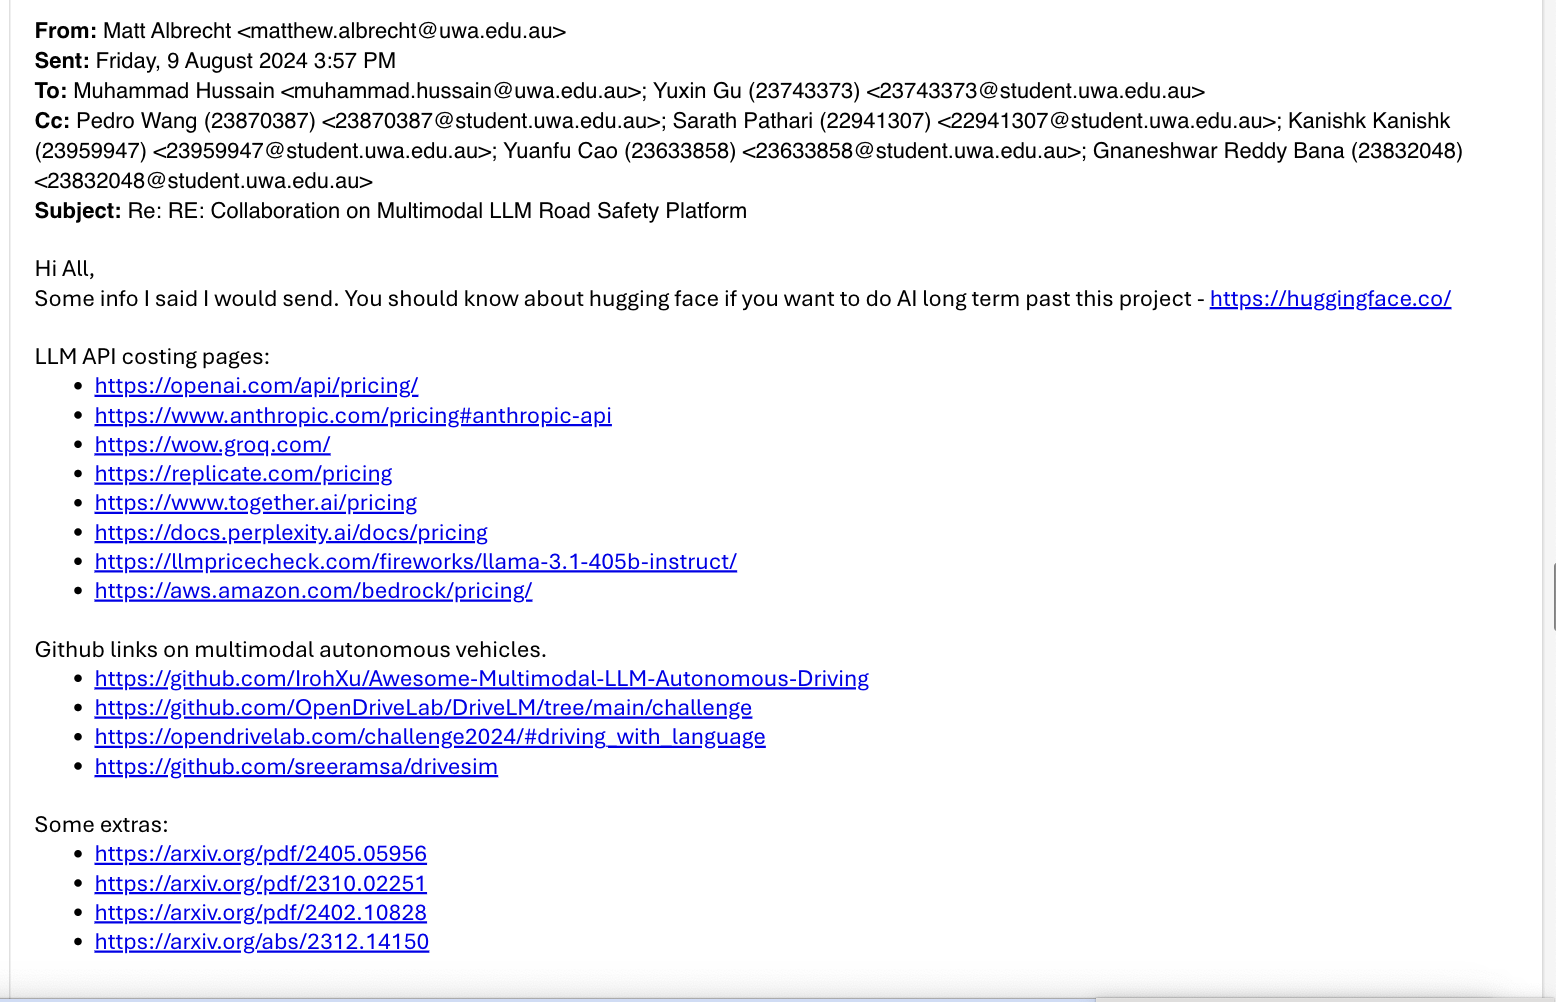 From: Matt Albrecht <matthew.albrecht@uwa.edu.au>
Sent: Friday, 9 August 2024 3:57 PM
To: Muhammad Hussain <muhammad.hussain@uwa.edu.au>; Yuxin Gu (23743373) <23743373@student.uwa.edu.au>
Cc: Pedro Wang (23870387) <23870387@student.uwa.edu.au>; Sarath Pathari (22941307) <22941307@student.uwa.edu.au>; Kanishk Kanishk
(23959947) <23959947@student.uwa.edu.au>; Yuanfu Cao (23633858) <23633858@student.uwa.edu.au>; Gnaneshwar Reddy Bana (23832048)
<23832048@student.uwa.edu.au>
Subject: Re: RE: Collaboration on Multimodal LLM Road Safety Platform
Hi All,
Some info I said I would send. You should know about hugging face if you want to do AI long term past this project - https://huggingface.co/
LLM API costing pages:
• https://openai.com/api/pricing/
• https://www.anthropic.com/pricing#anthropic-api
• https://wow.groq.com/
• https://replicate.com/pricing
• https://www.together.ai/pricing
• https://docs.perplexity.ai/docs/pricing
• https://llmpricecheck.com/fireworks/llama-3.1-405b-instruct/
• https://aws.amazon.com/bedrock/pricing/
Github links on multimodal autonomous vehicles.
• https://github.com/IrohXu/Awesome-Multimodal-LLM-Autonomous-Driving
• https://github.com/OpenDriveLab/DriveLM/tree/main/challenge
• https://opendrivelab.com/challenge2024/#driving_with_language
• https://github.com/sreeramsa/drivesim
Some extras:
• https://arxiv.org/pdf/2405.05956
• https://arxiv.org/pdf/2310.02251
• https://arxiv.org/pdf/2402.10828
• https://arxiv.org/abs/2312.14150